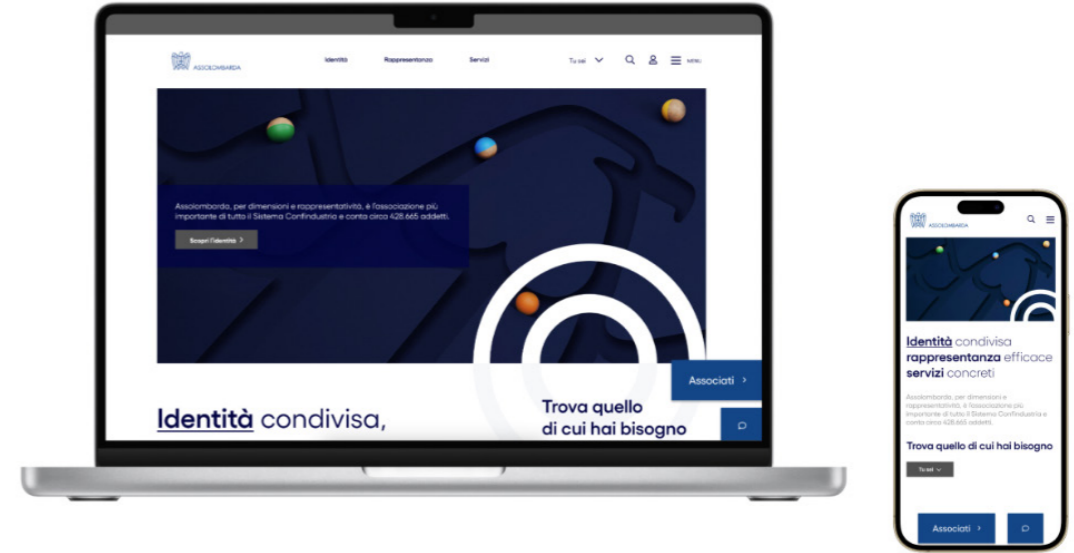 ASSOLOMBARDA
Identità Rappresentanza Servizi Tu sei MENU
Assolombarda, per dimensioni e rappresentatività, è l'associazione più
importante di tutto il Sistema Confindustria e conta circa 428.665 addetti.
Scopri l'identità
Associati
Identità condivisa,
Trova quello
di cui hai bisogno
ASSOLOMBARDA
Identità condivisa
rappresentanza efficace
servizi concreti
Assolombarda, per dimensioni e
rappresentatività, è l'associazione più
importante di tutto il Sistema Confindustria e
conta circa 428.665 addetti.
Trova quello di cui hai bisogno
Tu sei
Associati